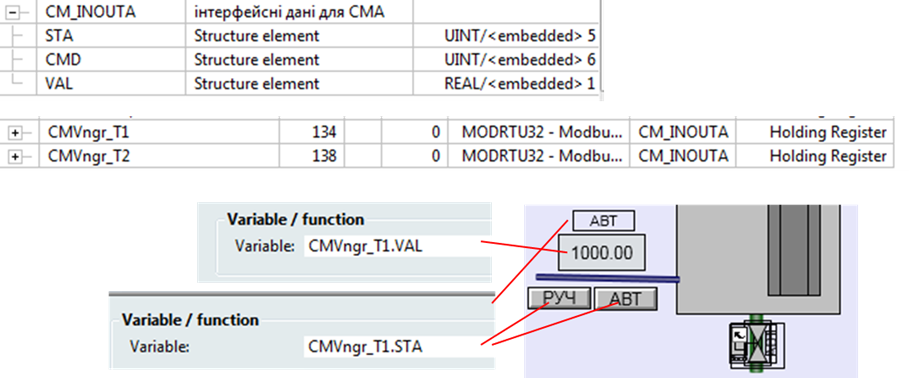 CM_INOUTA інтерфейсні дані для CMA
STA Structure element UINT/<embedded> 5
CMD Structure element UINT/<embedded> 6
VAL Structure element REAL/<embedded> 1
CMVngr_T1 134 0 MODRTU32 - Modbu... CM_INOUTA Holding Register
CMVngr_T2 138 0 MODRTU32 - Modbu... CM_INOUTA Holding Register
Variable / function
Variable: CMVngr_T1.VAL
АВТ
1000.00
РУЧ АВТ
Variable / function
Variable: CMVngr_T1.STA